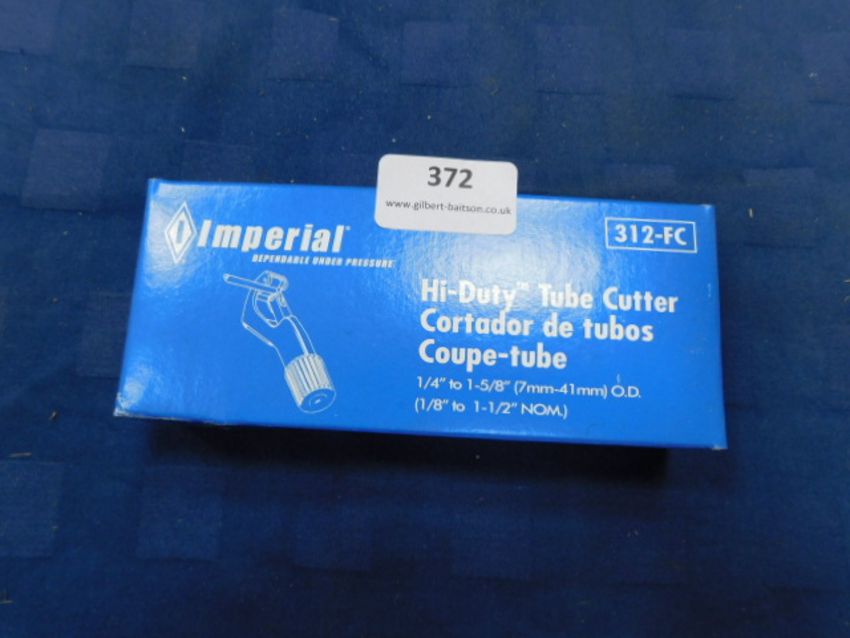 372
www.gilbert-baitson.co.uk
Imperial®
DEPENDABLE UNDER PRESSURE
312-FC
Hi-Duty™ Tube Cutter
Cortador de tubos
Coupe-tube
1/4" to 1-5/8" (7mm-41mm) O.D.
(1/8" to 1-1/2" NOM.)